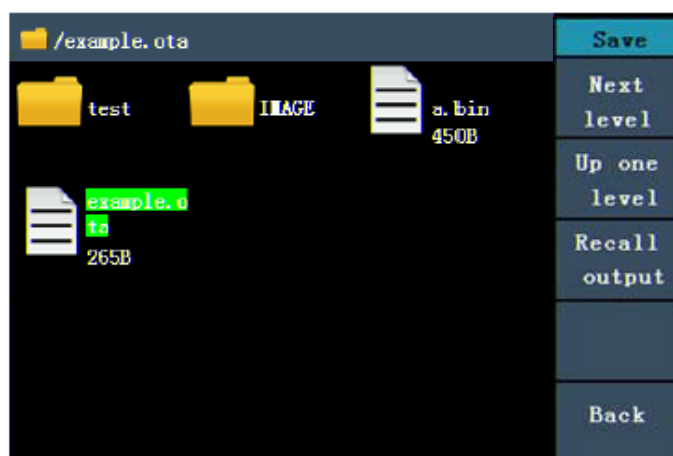 /example.ota
Save
test
IMAGE
a.bin
450B
example.o
ta
265B
Next
level
Up one
level
Recall
output
Back